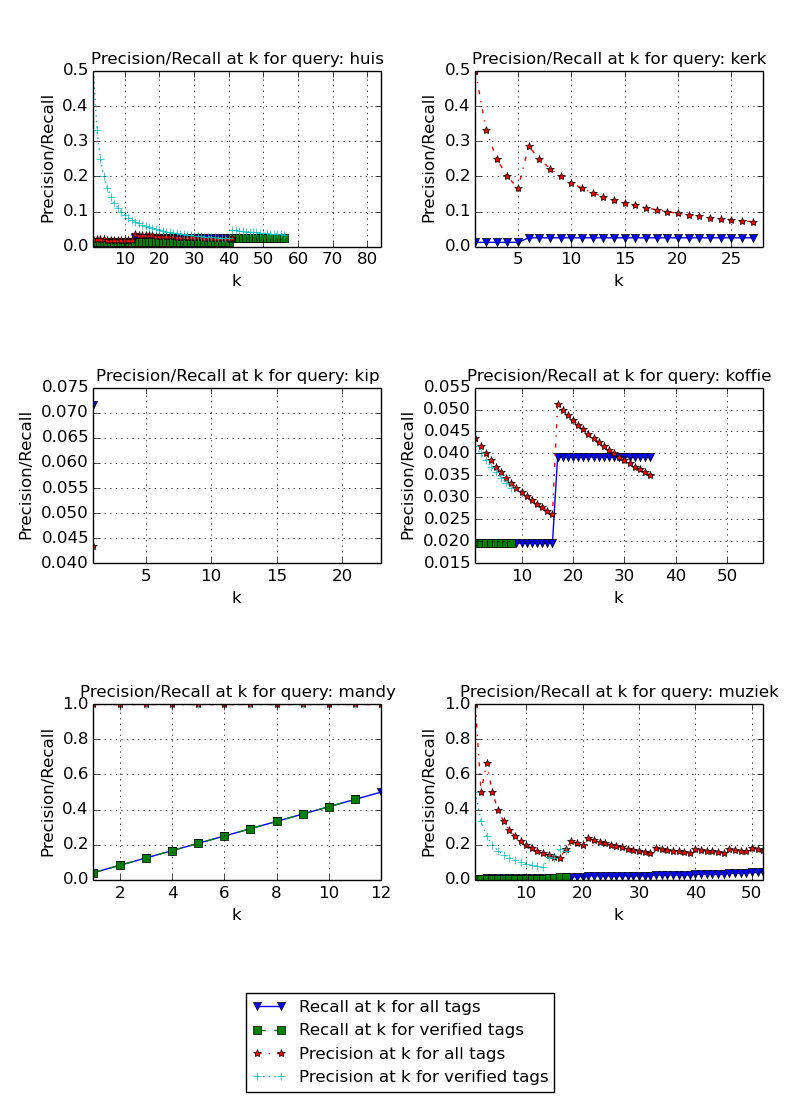 Precision/Recall at k for query: huis
Precision/Recall
0.5
0.4
0.3
0.2
0.1
0.0
10 20 30 40 50 60 70 80
k
Precision/Recall at k for query: kerk
Precision/Recall
0.5
0.4
0.3
0.2
0.1
0.0
5 10 15 20 25
k
Precision/Recall at k for query: kip
Precision/Recall
0.075
0.070
0.065
0.060
0.055
0.050
0.045
0.040
5 10 15 20
k
Precision/Recall at k for query: koffie
Precision/Recall
0.055
0.050
0.045
0.040
0.035
0.030
0.025
0.020
0.015
10 20 30 40 50
k
Precision/Recall at k for query: mandy
Precision/Recall
1.0
0.8
0.6
0.4
0.2
0.0
2 4 6 8 10 12
k
Precision/Recall at k for query: muziek
Precision/Recall
1.0
0.8
0.6
0.4
0.2
0.0
10 20 30 40 50
k
Recall at k for all tags
Recall at k for verified tags
Precision at k for all tags
Precision at k for verified tags